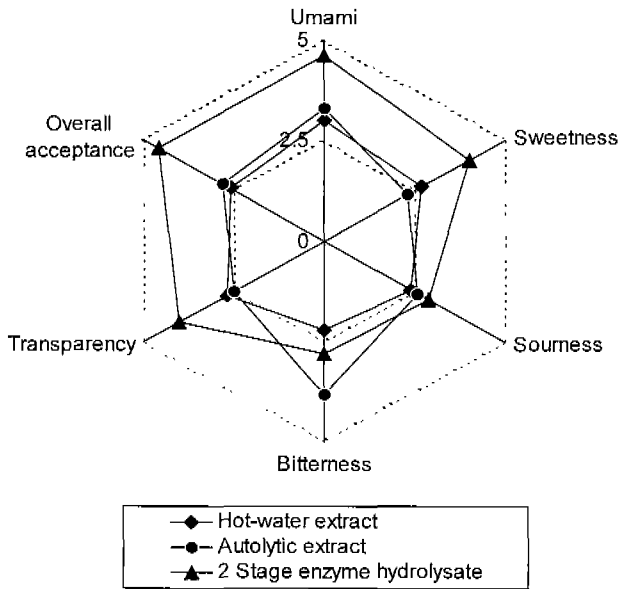 Umami
5
Overall
acceptance
Sweetness
2.5
0
Transparency
Sourness
Bitterness
Hot-water extract
Autolytic extract
2 Stage enzyme hydrolysate